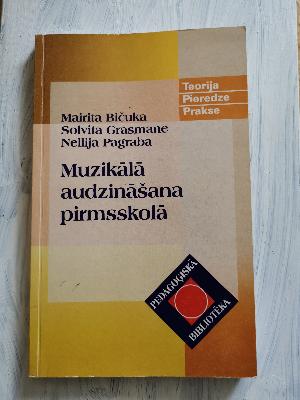 Teorija
Pieredze
Prakse
Mairita Bičuka
Solvita Grasmane
Nellija Pagraba
Muzikālā
audzināšana
pirmsskolā
PEDAGOĢISKĀ
BIBLIOTĒKA